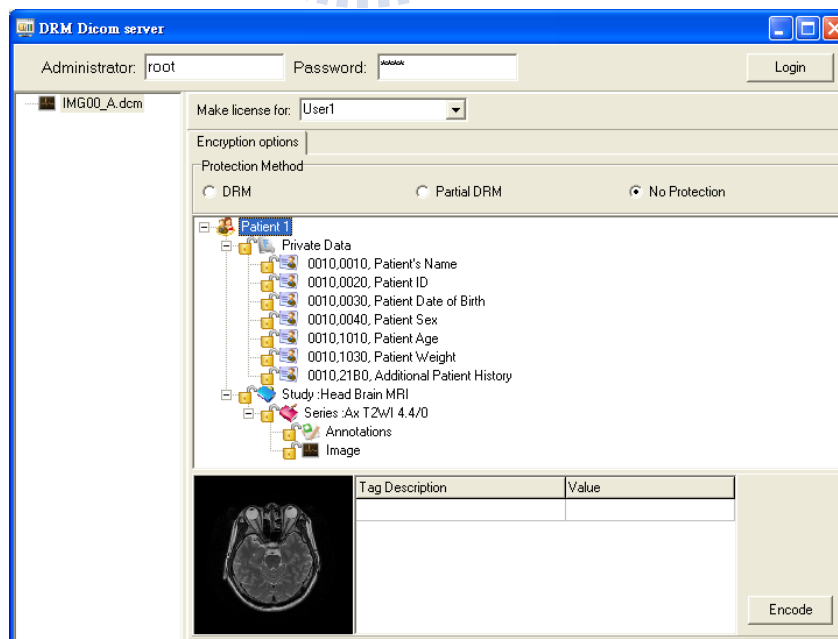 DRM Dicom server
Administrator: root Password: ***** Login
IMG00_A.dcm
Make license for: User1
Encryption options
Protection Method
DRM Partial DRM No Protection
Patient 1
Private Data
0010,0010, Patient's Name
0010,0020, Patient ID
0010,0030, Patient Date of Birth
0010,0040, Patient Sex
0010,1010, Patient Age
0010,1030, Patient Weight
0010,21B0, Additional Patient History
Study :Head Brain MRI
Series :Ax T2WI 4.4/0
Annotations
Image
Tag Description Value
Encode